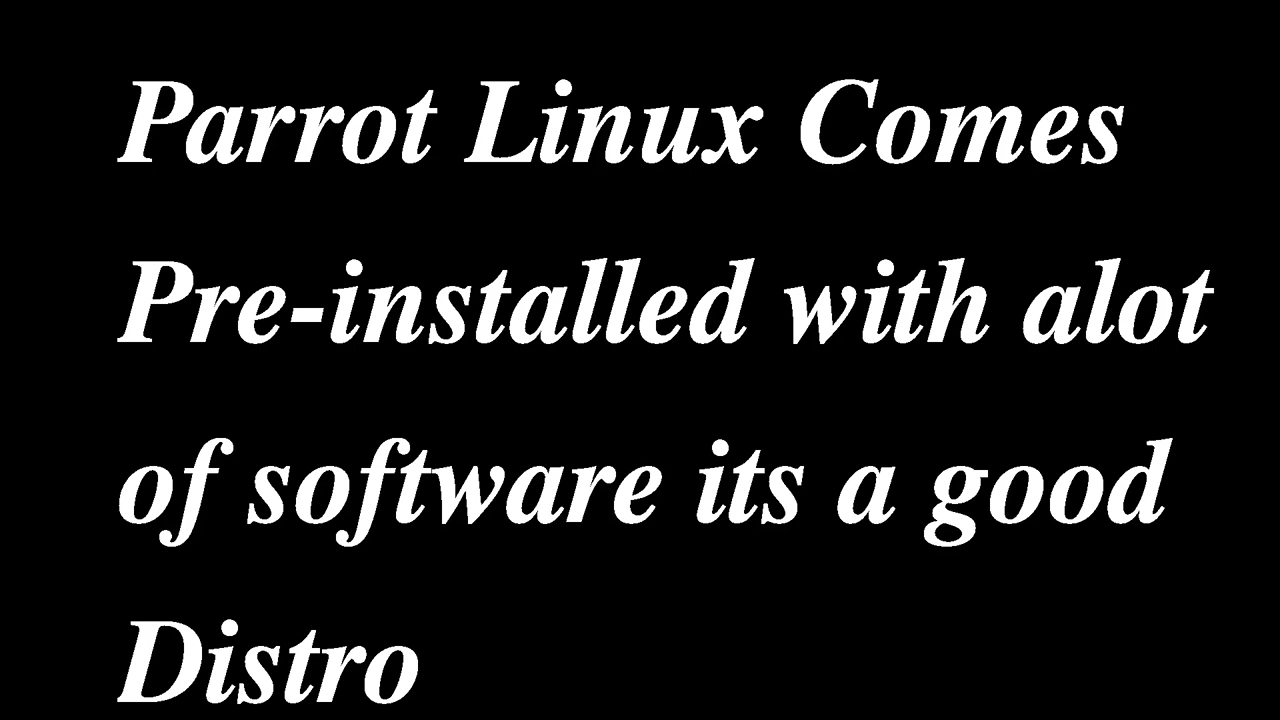 Parrot Linux Comes
Pre-installed with alot
of software its a good
Distro